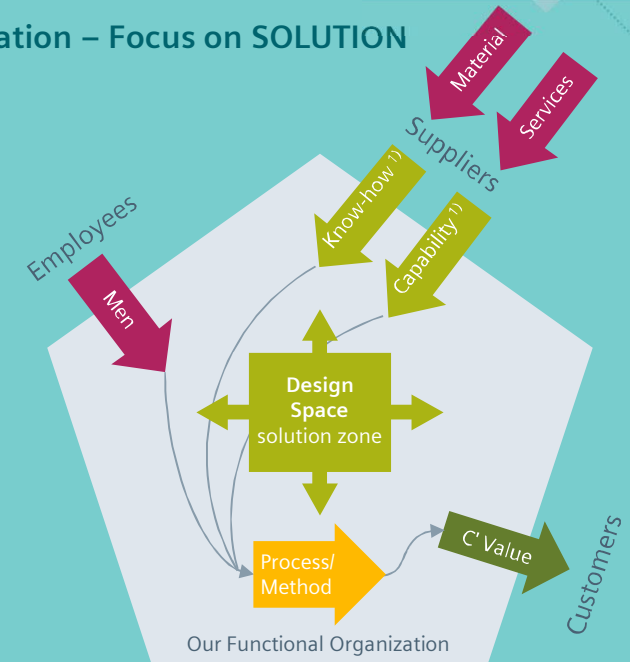 ation – Focus on SOLUTION
Material
Services
Suppliers
Know-how ¹⁾
Capability ¹⁾
Employees
Men
Design
Space
solution zone
Process/
Method
C' Value
Customers
Our Functional Organization